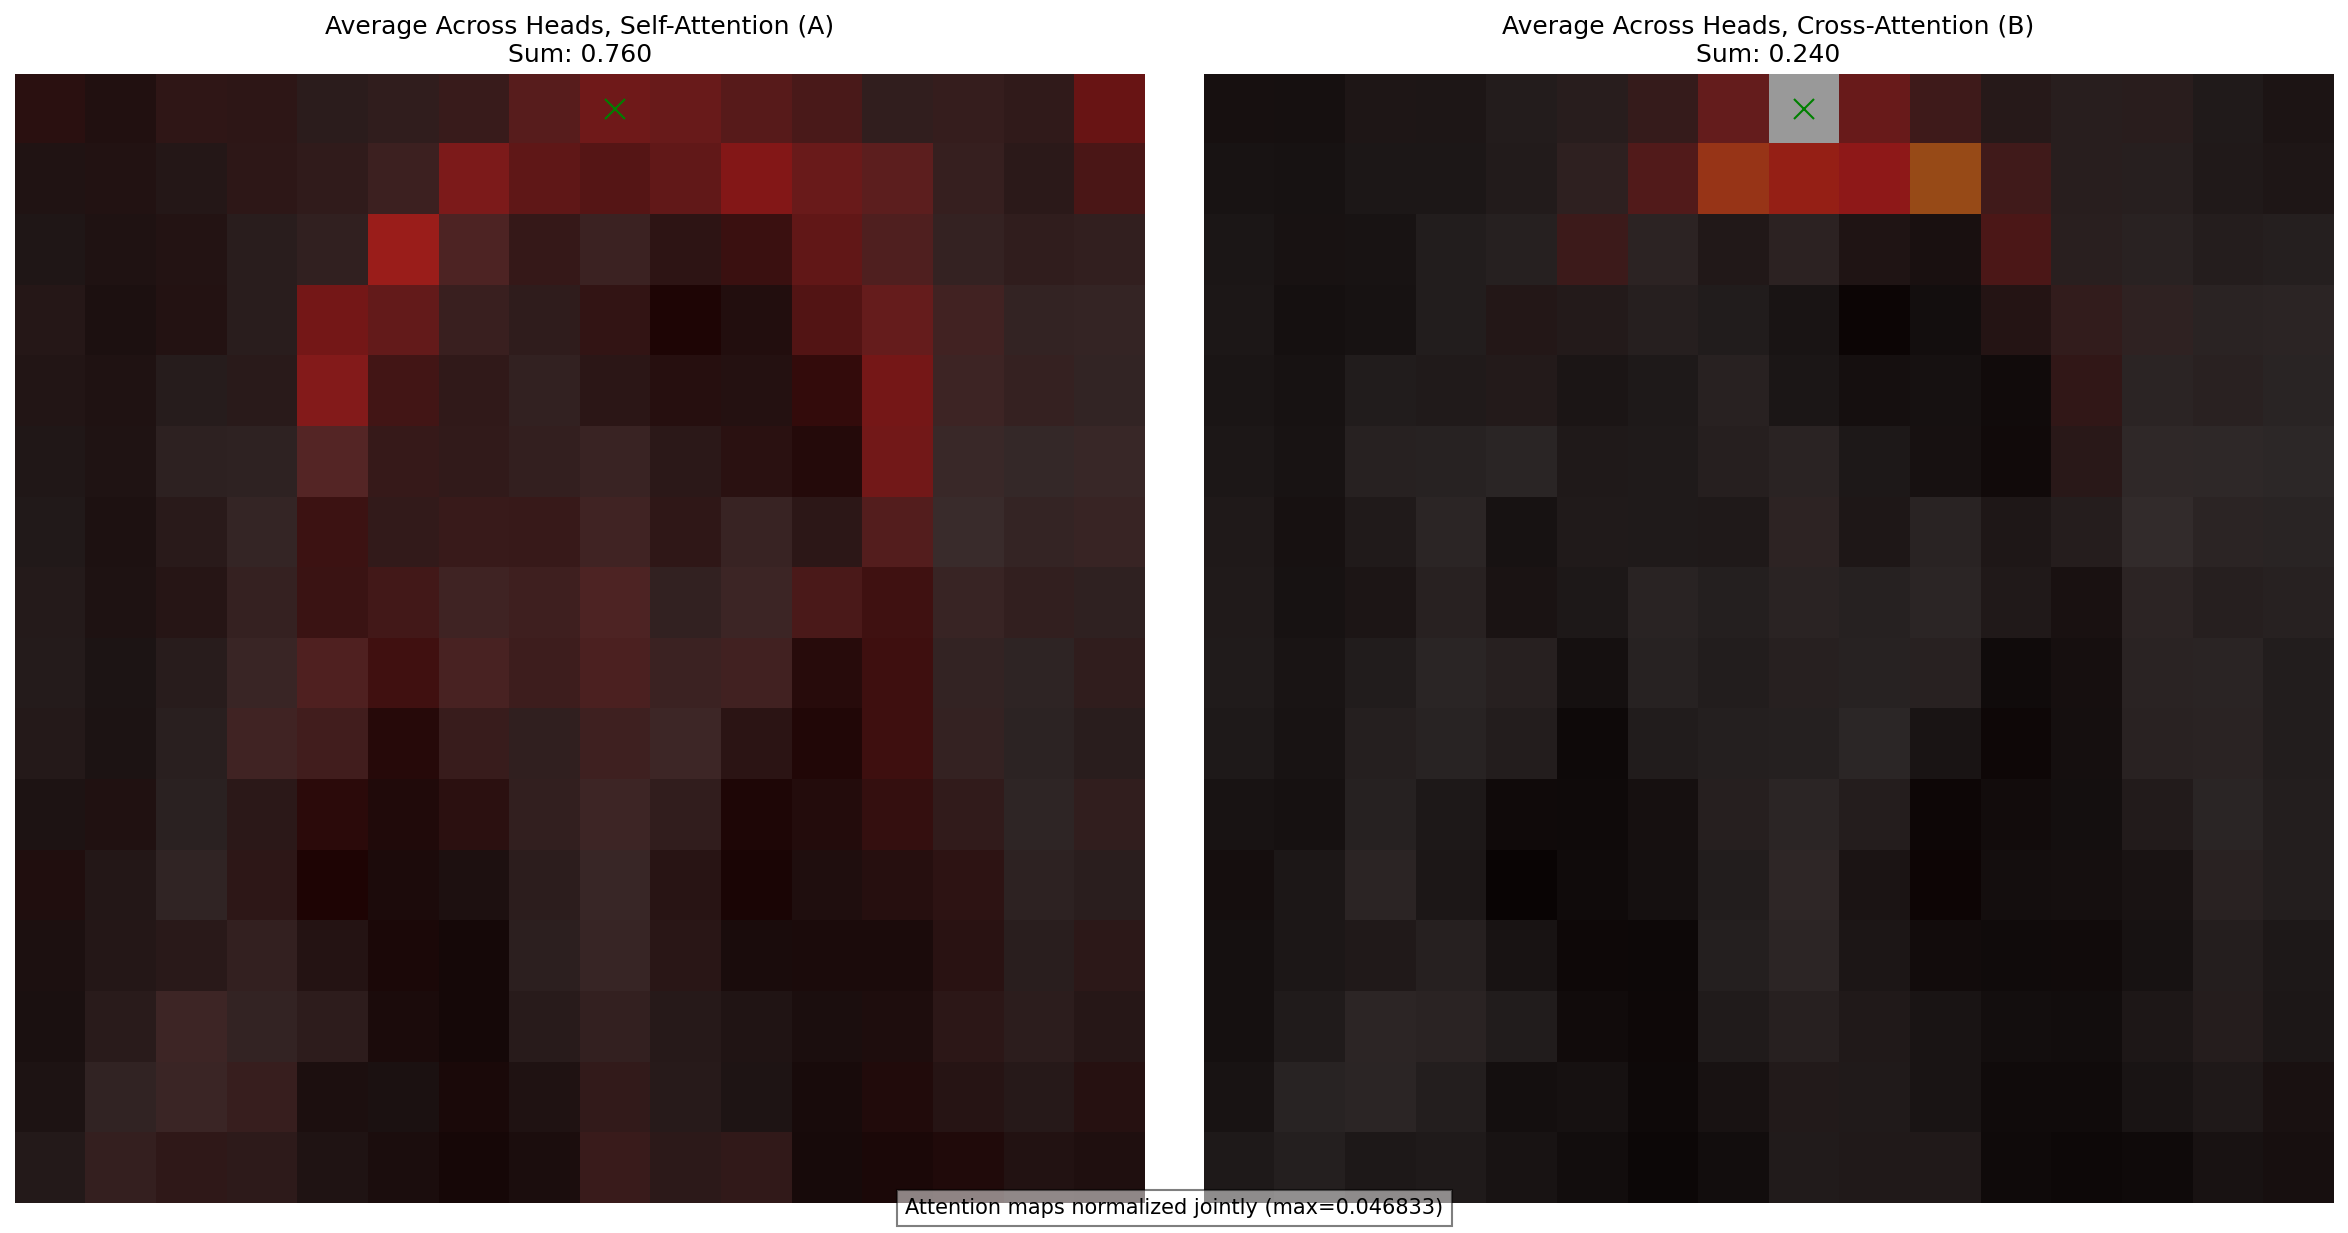 Average Across Heads, Self-Attention (A)
Sum: 0.760
Average Across Heads, Cross-Attention (B)
Sum: 0.240
Attention maps normalized jointly (max=0.046833)